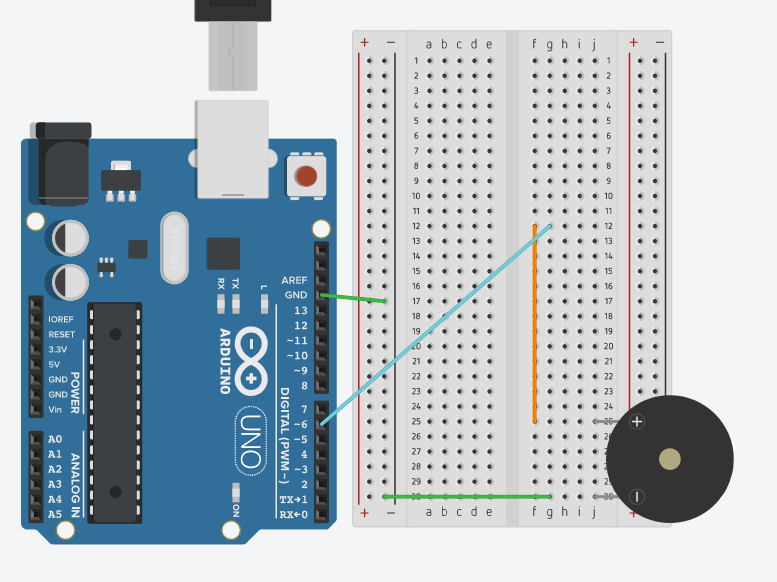 + − a b c d e f g h i j + −
1 1
2 2
3 3
4 4
5 5
6 6
7 7
8 8
9 9
10 10
11 11
12 12
13 13
14 14
15 15
16 16
17 17
18 18
19 19
20 20
21 21
22 22
23 23
24 24
25 25
26
27
28
29
30
+ − a b c d e f g h i j +
+
−
AREF
GND
13
12
~11
~10
~9
8
7
~6
~5
4
~3
2
TX→1
RX←0
DIGITAL (PWM~)
RX
TX
L
ARDUINO
− +
UNO
ON
IOREF
RESET
3.3V
5V
GND
GND
Vin
POWER
A0
A1
A2
A3
A4
A5
ANALOG IN